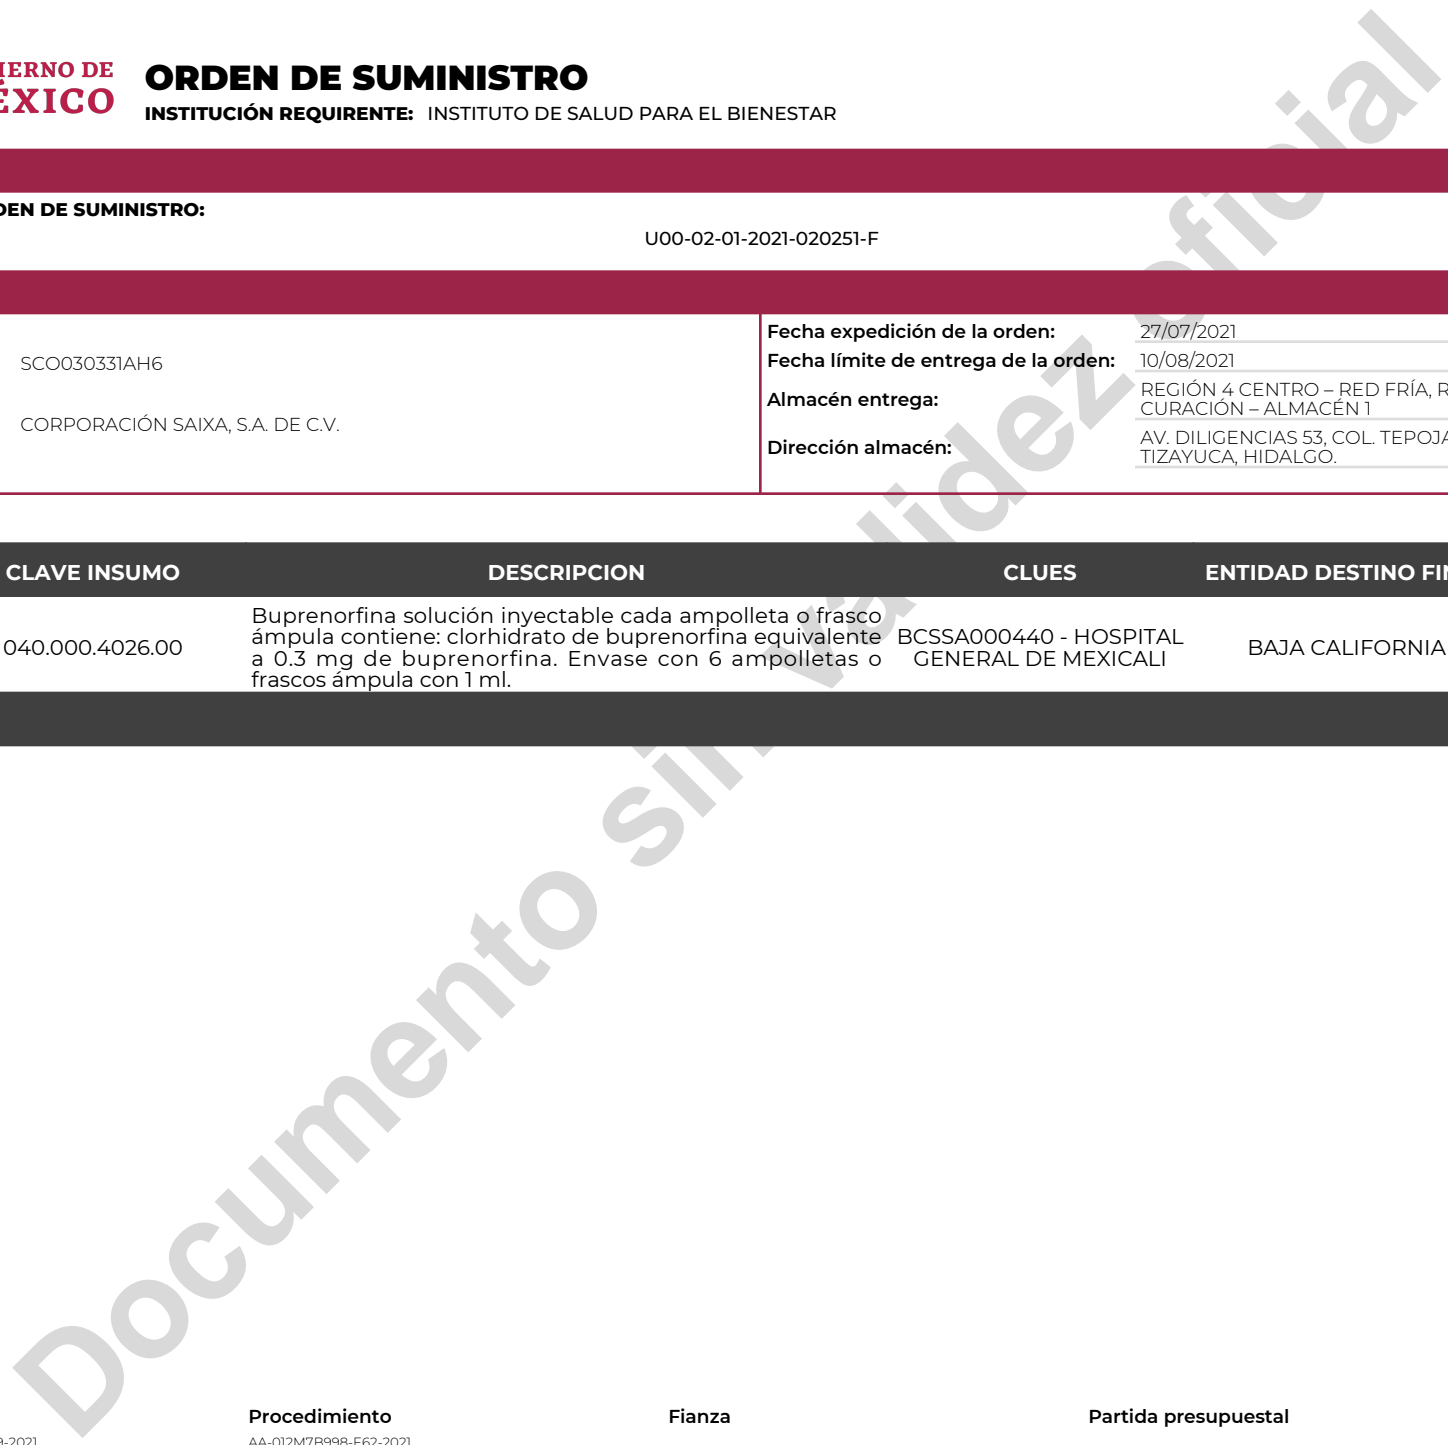 IERNO DE
ÉXICO
ORDEN DE SUMINISTRO
INSTITUCIÓN REQUIRENTE: INSTITUTO DE SALUD PARA EL BIENESTAR
DEN DE SUMINISTRO:
U00-02-01-2021-020251-F
SCO030331AH6
CORPORACIÓN SAIXA, S.A. DE C.V.
Fecha expedición de la orden: 27/07/2021
Fecha límite de entrega de la orden: 10/08/2021
Almacén entrega: REGIÓN 4 CENTRO – RED FRÍA, R
CURACIÓN – ALMACÉN 1
Dirección almacén: AV. DILIGENCIAS 53, COL. TEPOJA
TIZAYUCA, HIDALGO.
CLAVE INSUMO DESCRIPCION CLUES ENTIDAD DESTINO FIN
040.000.4026.00
Buprenorfina solución inyectable cada ampolleta o frasco
ámpula contiene: clorhidrato de buprenorfina equivalente
a 0.3 mg de buprenorfina. Envase con 6 ampolletas o
frascos ámpula con 1 ml.
BCSSA000440 - HOSPITAL
GENERAL DE MEXICALI
BAJA CALIFORNIA
Documento sin validez oficial
Procedimiento Fianza Partida presupuestal
9-2021 AA-012M7B998-E62-2021